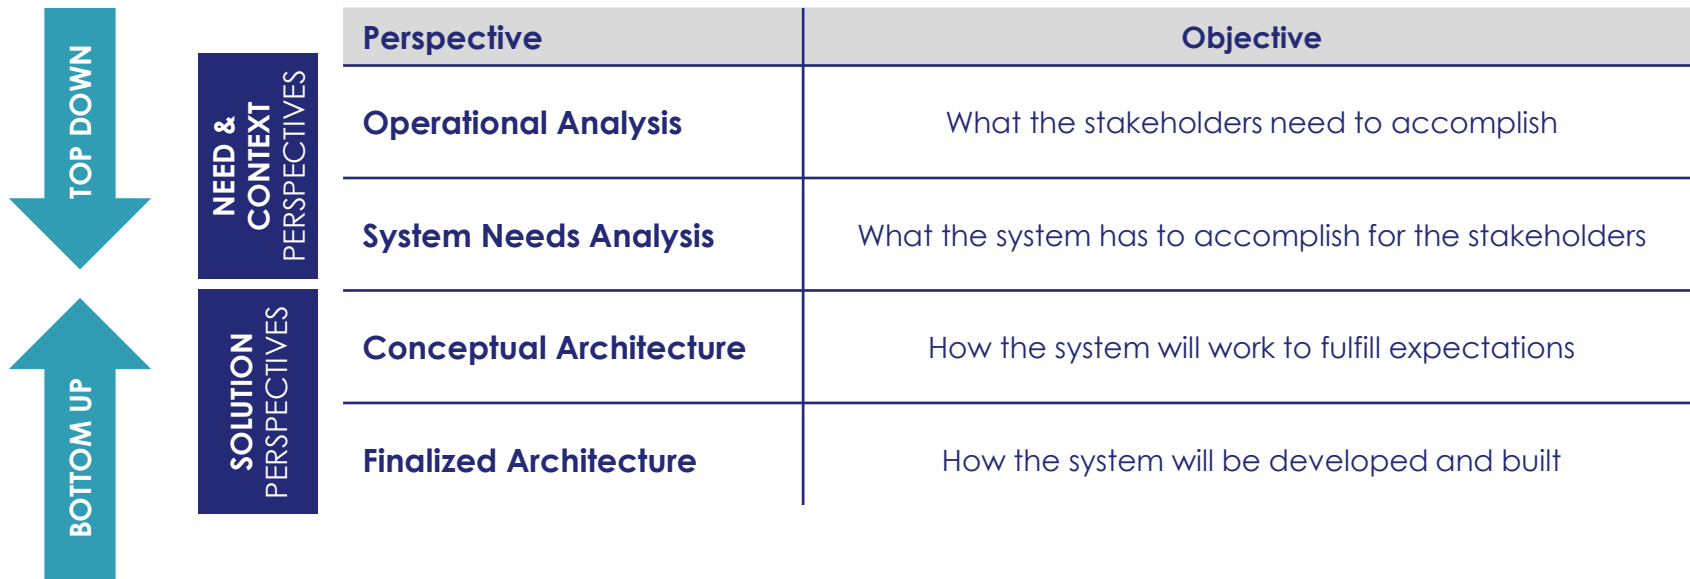 TOP DOWN
BOTTOM UP
NEED &
CONTEXT
PERSPECTIVES
SOLUTION
PERSPECTIVES
Perspective Objective
Operational Analysis What the stakeholders need to accomplish
System Needs Analysis What the system has to accomplish for the stakeholders
Conceptual Architecture How the system will work to fulfill expectations
Finalized Architecture How the system will be developed and built